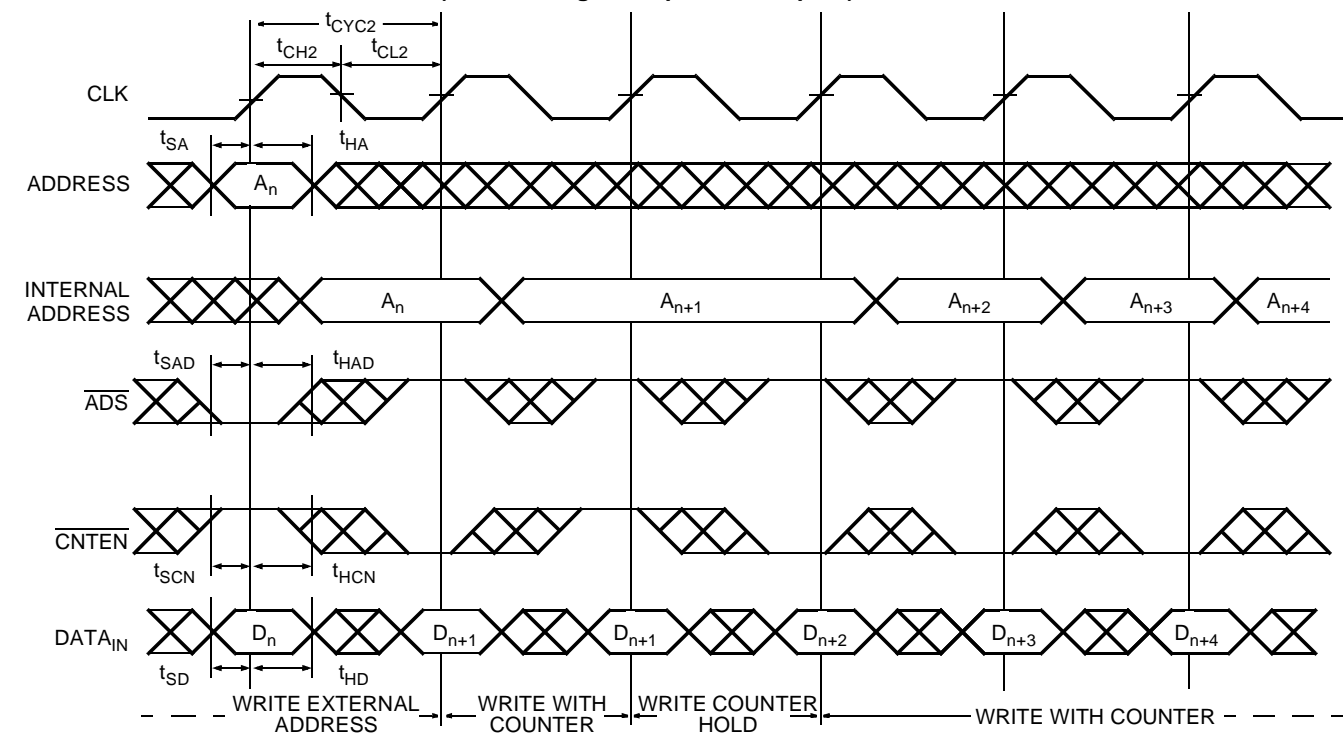 tCYC2
tCH2 tCL2
CLK
tSA tHA
ADDRESS An
INTERNAL
ADDRESS An An+1 An+2 An+3 An+4
tSAD tHAD
ADS
CNTEN
tSCN tHCN
DATAIN Dn Dn+1 Dn+1 Dn+2 Dn+3 Dn+4
tSD tHD
WRITE EXTERNAL
ADDRESS
WRITE WITH
COUNTER
WRITE COUNTER
HOLD
WRITE WITH COUNTER